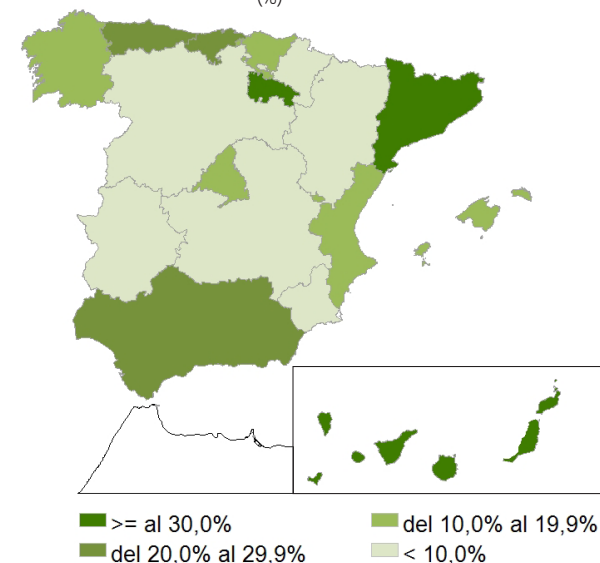 (%)
>= al 30,0%
del 10,0% al 19,9%
del 20,0% al 29,9%
< 10,0%